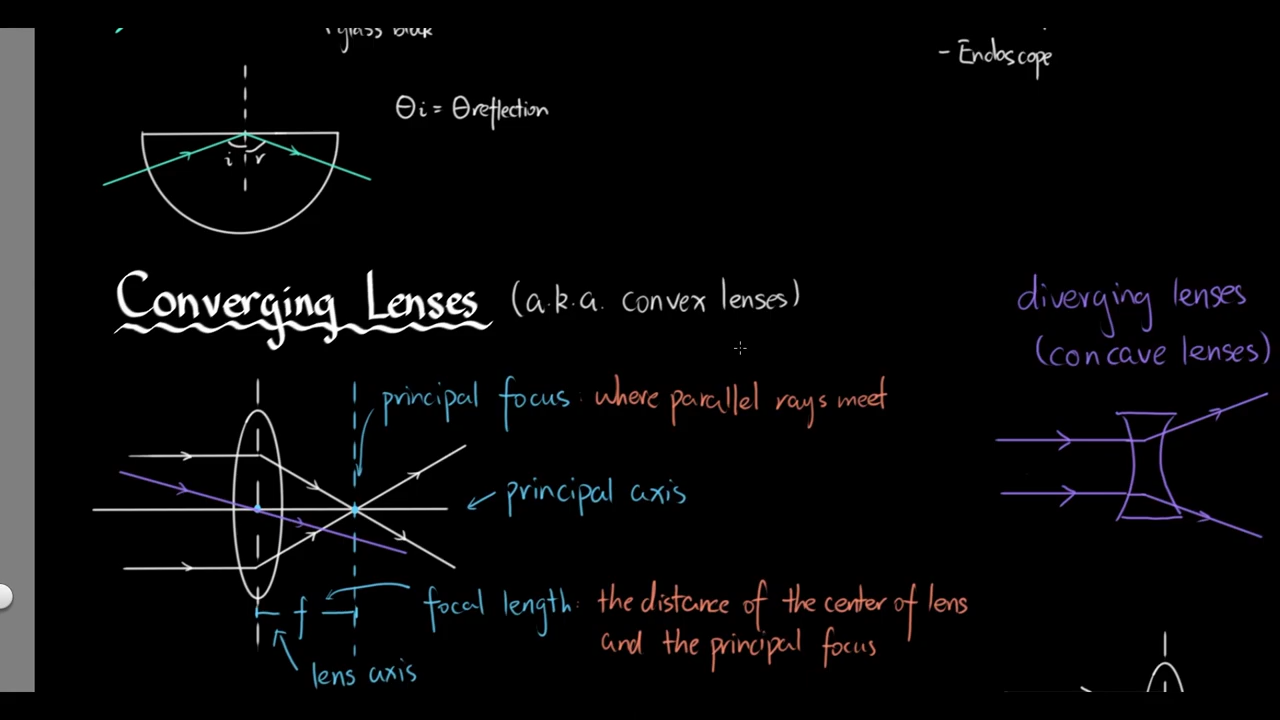 - Endoscope
θi = θreflection
i r
Converging Lenses (a.k.a. convex lenses)
diverging lenses
(concave lenses)
principal focus: where parallel rays meet
principal axis
f
focal length: the distance of the center of lens
and the principal focus
lens axis